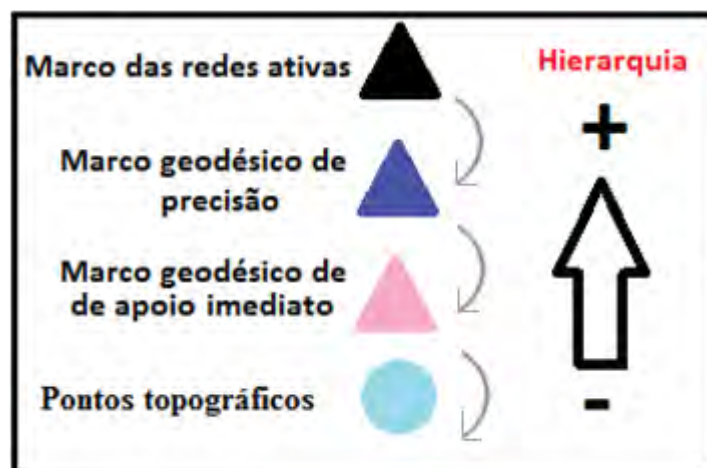 Marco das redes ativas
Hierarquia
+
Marco geodésico de
precisão
Marco geodésico de
de apoio imediato
Pontos topográficos
-